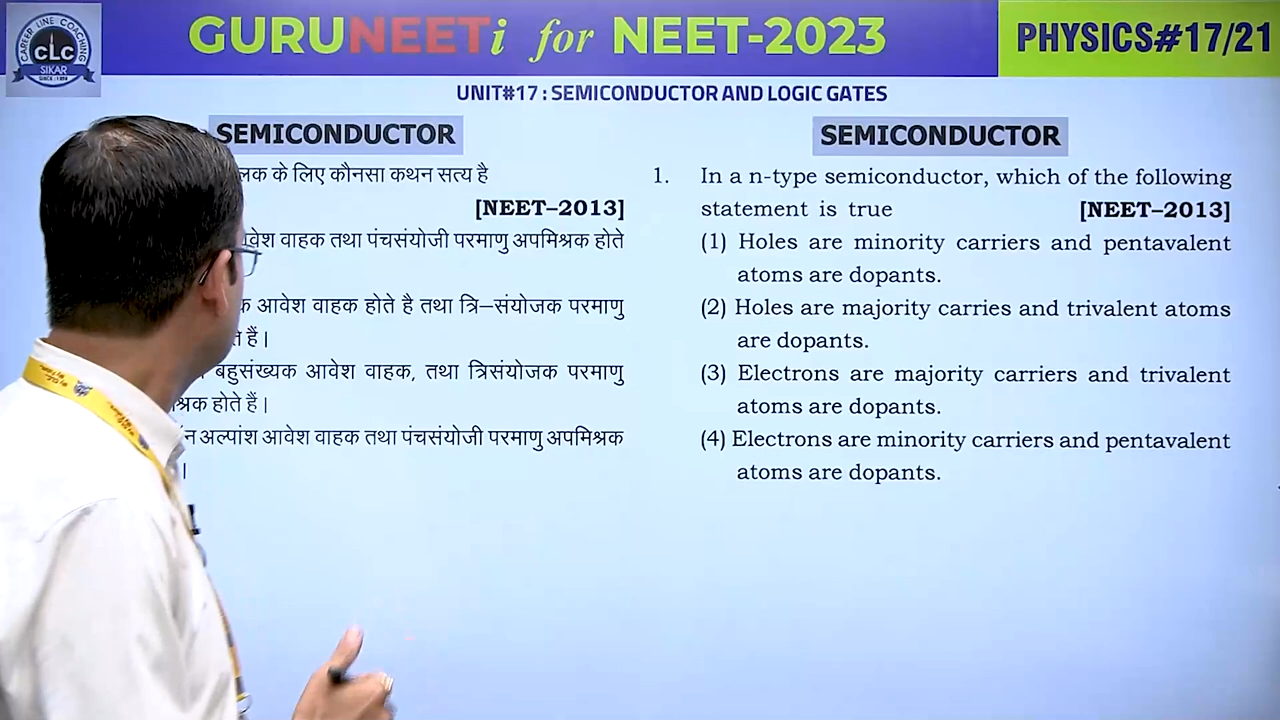 CAREER LINE COACHING
CLC
SIKAR
SINCE : 1996
GURUNEETi for NEET-2023
PHYSICS#17/21
UNIT#17 : SEMICONDUCTOR AND LOGIC GATES
SEMICONDUCTOR
लक के लिए कौनसा कथन सत्य है
[NEET–2013]
वेश वाहक तथा पंचसंयोजी परमाणु अपमिश्रक होते
क आवेश वाहक होते है तथा त्रि–संयोजक परमाणु
ते हैं।
बहुसंख्यक आवेश वाहक, तथा त्रिसंयोजक परमाणु
श्रक होते हैं।
न अल्पांश आवेश वाहक तथा पंचसंयोजी परमाणु अपमिश्रक
।
SEMICONDUCTOR
1. In a n-type semiconductor, which of the following
statement is true [NEET–2013]
(1) Holes are minority carriers and pentavalent
atoms are dopants.
(2) Holes are majority carries and trivalent atoms
are dopants.
(3) Electrons are majority carriers and trivalent
atoms are dopants.
(4) Electrons are minority carriers and pentavalent
atoms are dopants.